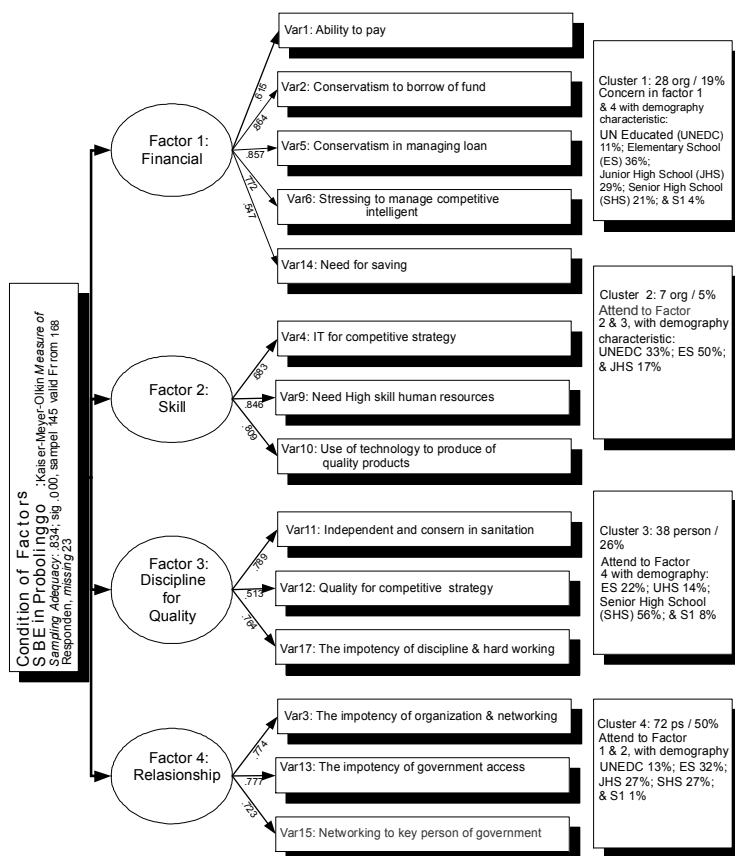 Condition of Factors
SBE in Probolinggo :Kaiser-Meyer-Olkin Measure of
Sampling Adequacy: .834; sig .000, sampel 145 valid Frrom 168
Responden, missing 23
Factor 1:
Financial
.615
.864
.857
.772
.547
Var1: Ability to pay
Var2: Conservatism to borrow of fund
Var5: Conservatism in managing loan
Var6: Stressing to manage competitive
intelligent
Var14: Need for saving
Factor 2:
Skill
.683
.846
.809
Var4: IT for competitive strategy
Var9: Need High skill human resources
Var10: Use of technology to produce of
quality products
Factor 3:
Discipline
for
Quality
.789
.513
.764
Var11: Independent and consern in sanitation
Var12: Quality for competitive strategy
Var17: The impotency of discipline & hard working
Factor 4:
Relasionship
.774
.777
.723
Var3: The impotency of organization & networking
Var13: The impotency of government access
Var15: Networking to key person of government
Cluster 1: 28 org / 19%
Concern in factor 1
& 4 with demography
characteristic:
UN Educated (UNEDC)
11%; Elementary School
(ES) 36%;
Junior High School (JHS)
29%; Senior High School
(SHS) 21%; & S1 4%
Cluster 2: 7 org / 5%
Attend to Factor
2 & 3, with demography
characteristic:
UNEDC 33%; ES 50%;
& JHS 17%
Cluster 3: 38 person /
26%
Attend to Factor
4 with demography:
ES 22%; UHS 14%;
Senior High School
(SHS) 56%; & S1 8%
Cluster 4: 72 ps / 50%
Attend to Factor
1 & 2, with demography
UNEDC 13%; ES 32%;
JHS 27%; SHS 27%;
& S1 1%